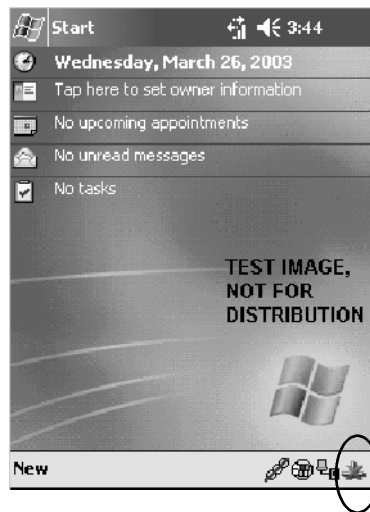 Start 3:44
Wednesday, March 26, 2003
Tap here to set owner information
No upcoming appointments
No unread messages
No tasks
TEST IMAGE,
NOT FOR
DISTRIBUTION
New